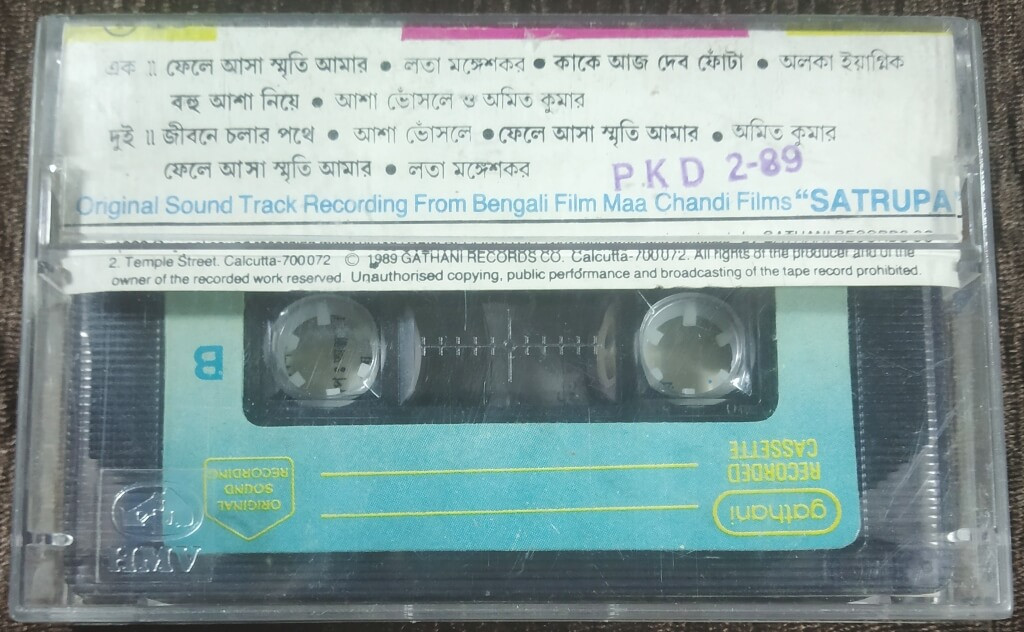 এক ॥ ফেলে আসা স্মৃতি আমার ● লতা মঙ্গেশকর ● কাকে আজ দেব ফোঁটা ● অলকা ইয়াগ্নিক
বহু আশা নিয়ে ● আশা ভোঁসলে ও অমিত কুমার
দুই ॥ জীবনে চলার পথে ● আশা ভোঁসলে ● ফেলে আসা স্মৃতি আমার ● অমিত কুমার
ফেলে আসা স্মৃতি আমার ● লতা মঙ্গেশকর
PKD 2-89
Original Sound Track Recording From Bengali Film Maa Chandi Films "SATRUPA"
GATHANI RECORDS CO
2. Temple Street. Calcutta-700072 © 1989 GATHANI RECORDS CO. Calcutta-700072. All rights of the producer and of the
owner of the recorded work reserved. Unauthorised copying, public performance and broadcasting of the tape record prohibited.
B
RECORDED
CASSETTE
gathani
ORIGINAL
SOUND
RECORDING